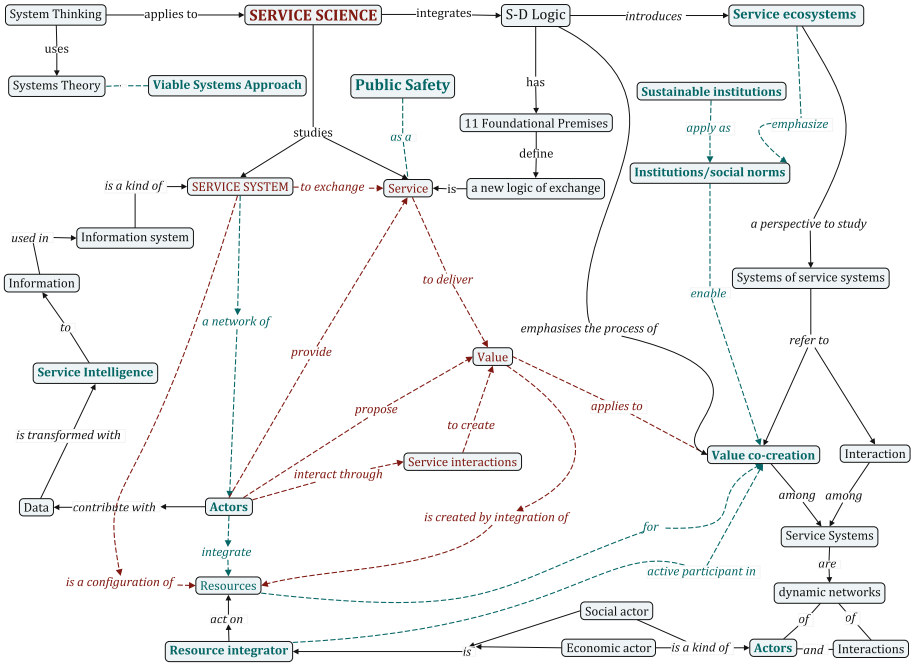 System Thinking
applies to
SERVICE SCIENCE
integrates
S-D Logic
introduces
Service ecosystems
uses
Systems Theory
Viable Systems Approach
Public Safety
has
Sustainable institutions
studies
as a
11 Foundational Premises
apply as
emphasize
define
is a kind of
SERVICE SYSTEM
to exchange
Service
is
a new logic of exchange
Institutions/social norms
used in
Information system
a perspective to study
Information
to deliver
Systems of service systems
enable
to
a network of
provide
emphasises the process of
refer to
Service Intelligence
Value
propose
applies to
is transformed with
to create
interact through
Service interactions
Value co-creation
Interaction
Data
contribute with
Actors
is created by integration of
among
among
for
Service Systems
integrate
is a configuration of
Resources
active participant in
are
dynamic networks
act on
Social actor
of
of
Resource integrator
is
Economic actor
is a kind of
Actors
and
Interactions